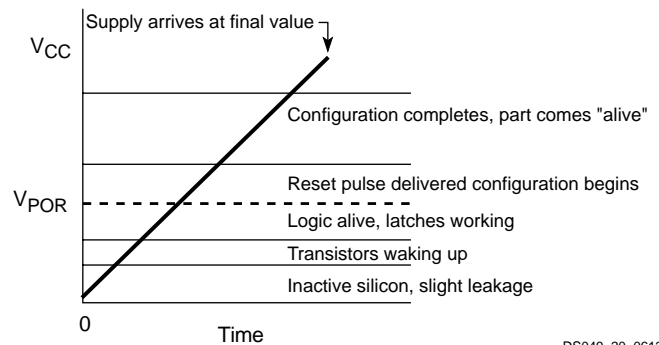 Supply arrives at final value
VCC
Configuration completes, part comes "alive"
Reset pulse delivered configuration begins
VPOR
Logic alive, latches working
Transistors waking up
Inactive silicon, slight leakage
0
Time